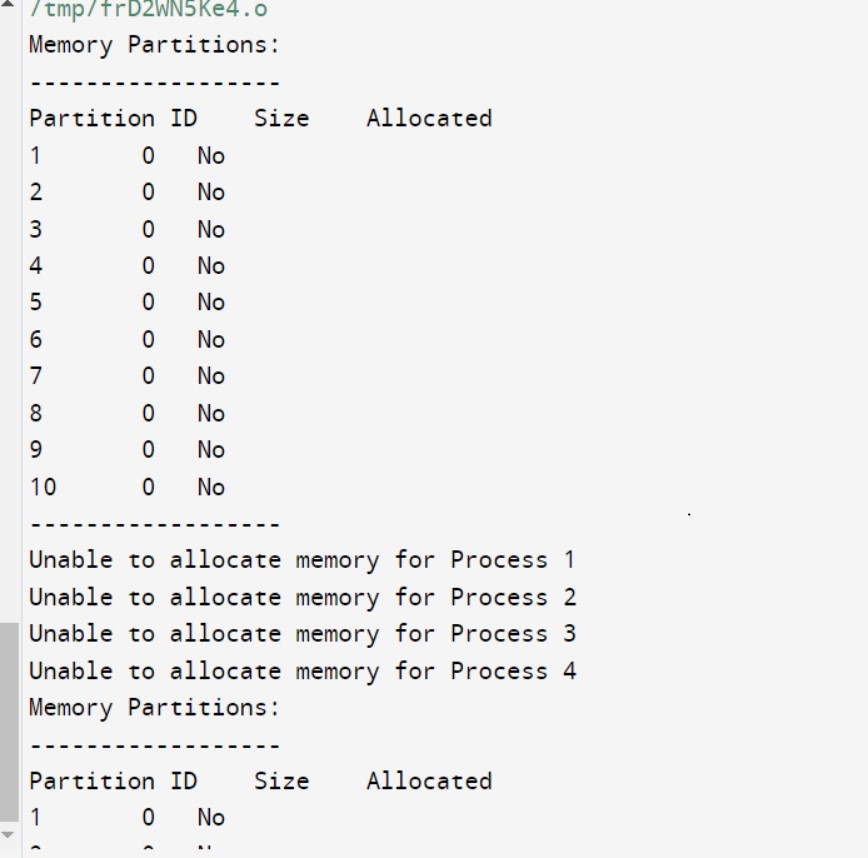 /tmp/frD2WN5Ke4.o
Memory Partitions:
------------------
Partition ID    Size    Allocated
1       0   No
2       0   No
3       0   No
4       0   No
5       0   No
6       0   No
7       0   No
8       0   No
9       0   No
10      0   No
------------------
Unable to allocate memory for Process 1
Unable to allocate memory for Process 2
Unable to allocate memory for Process 3
Unable to allocate memory for Process 4
Memory Partitions:
------------------
Partition ID    Size    Allocated
1       0   No